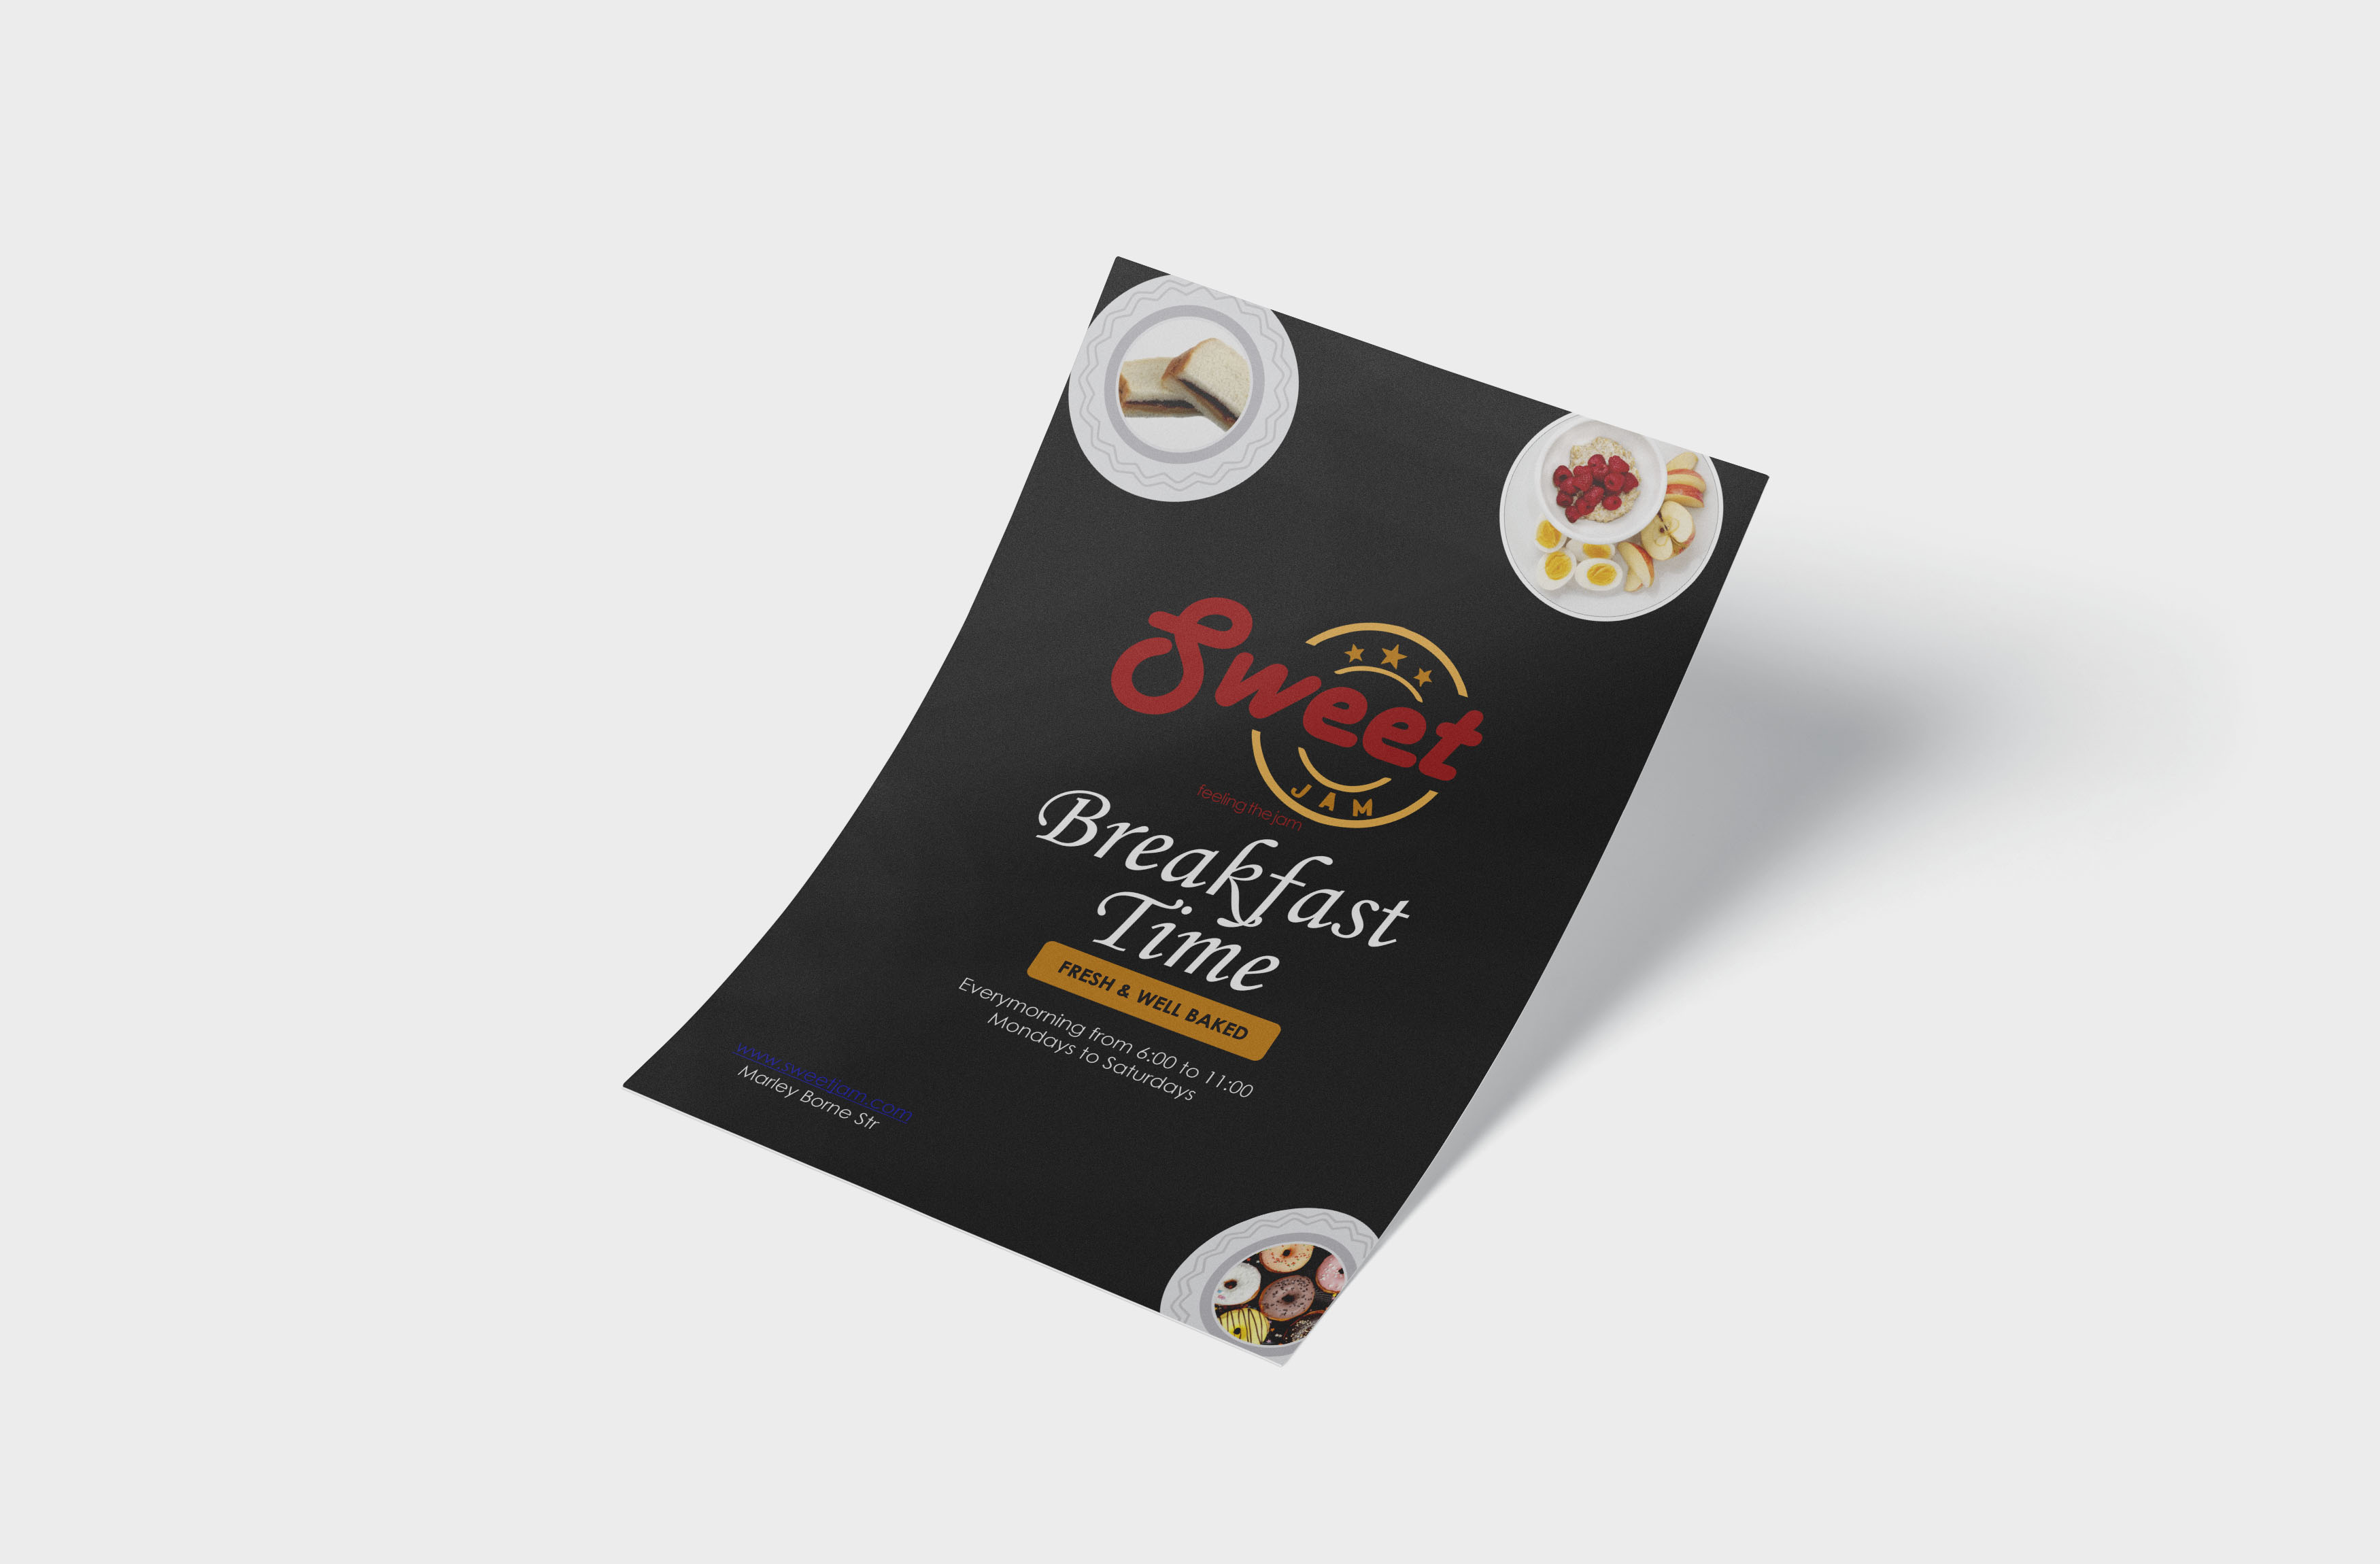 Sweet
JAM
feeling the jam
Breakfast
Time
FRESH & WELL BAKED
Everymorning from 6:00 to 11:00
Mondays to Saturdays
www.sweetjam.com
Marley Borne Str